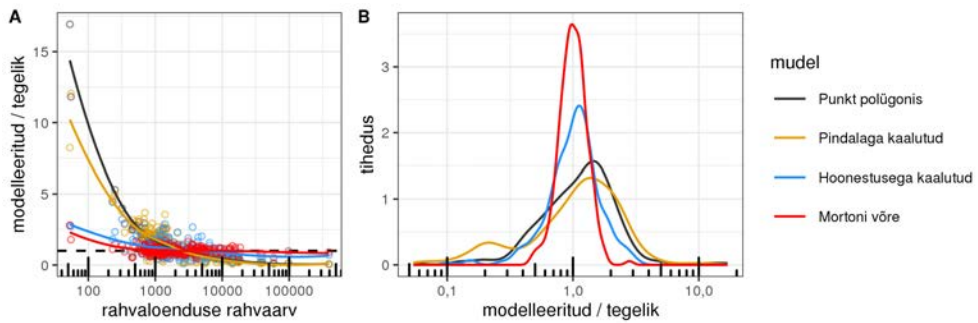 A
modelleeritud / tegelik
15
10
5
0
100
1000
10000
100000
rahvaloenduse rahvaarv
B
tihedus
3
2
1
0
0,1
1,0
10,0
modelleeritud / tegelik
mudel
Punkt polügonis
Pindalaga kaalutud
Hoonestusega kaalutud
Mortoni võre